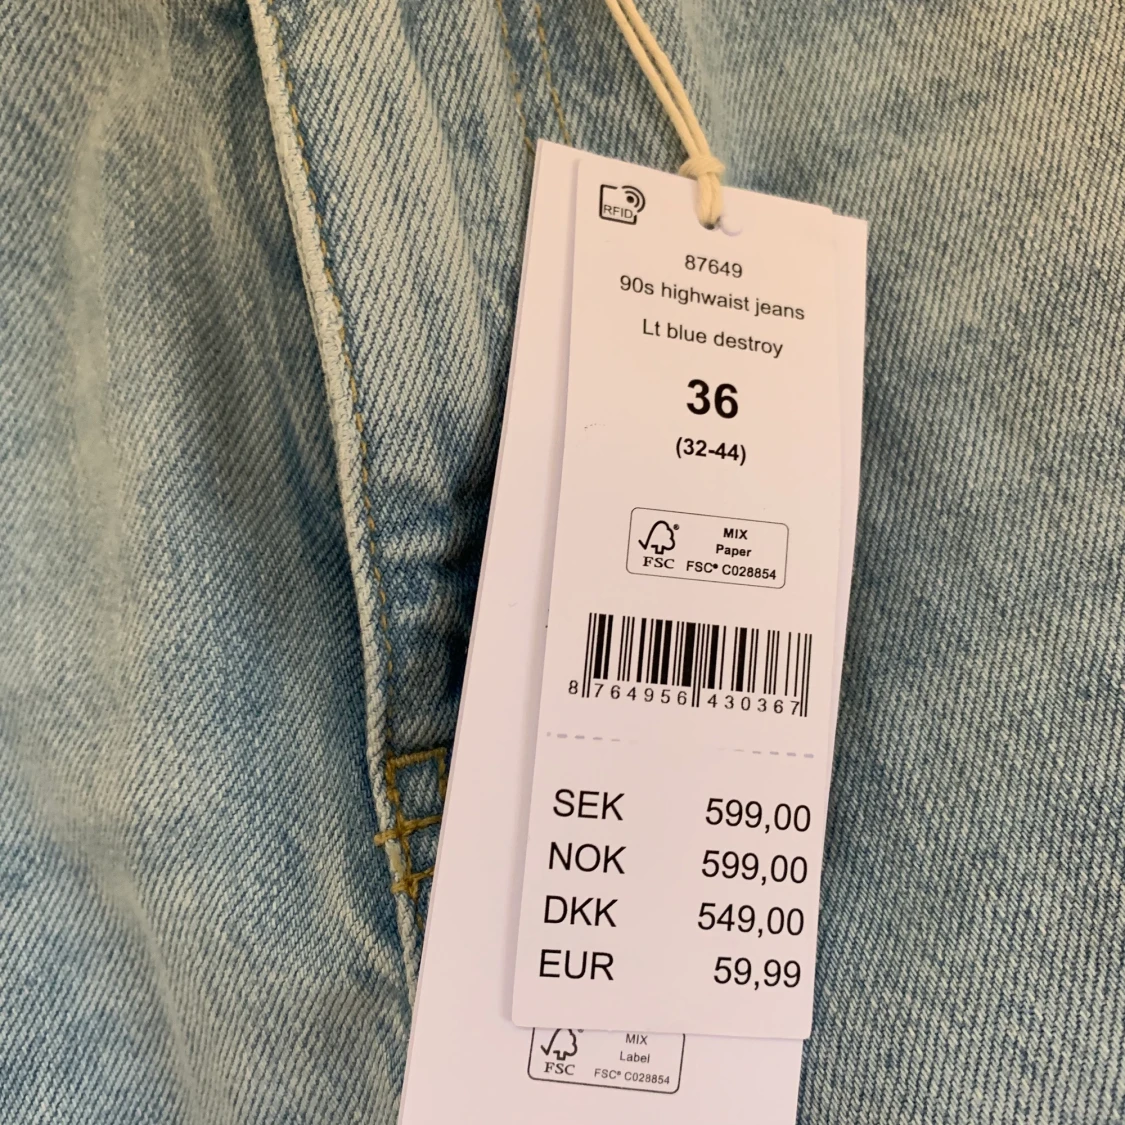 RFID
87649
90s highwaist jeans
Lt blue destroy
36
(32-44)
FSC®
MIX
Paper
FSC® C028854
8 764956 430367
SEK 599,00
NOK 599,00
DKK 549,00
EUR 59,99
FSC®
MIX
Label
FSC® C028854